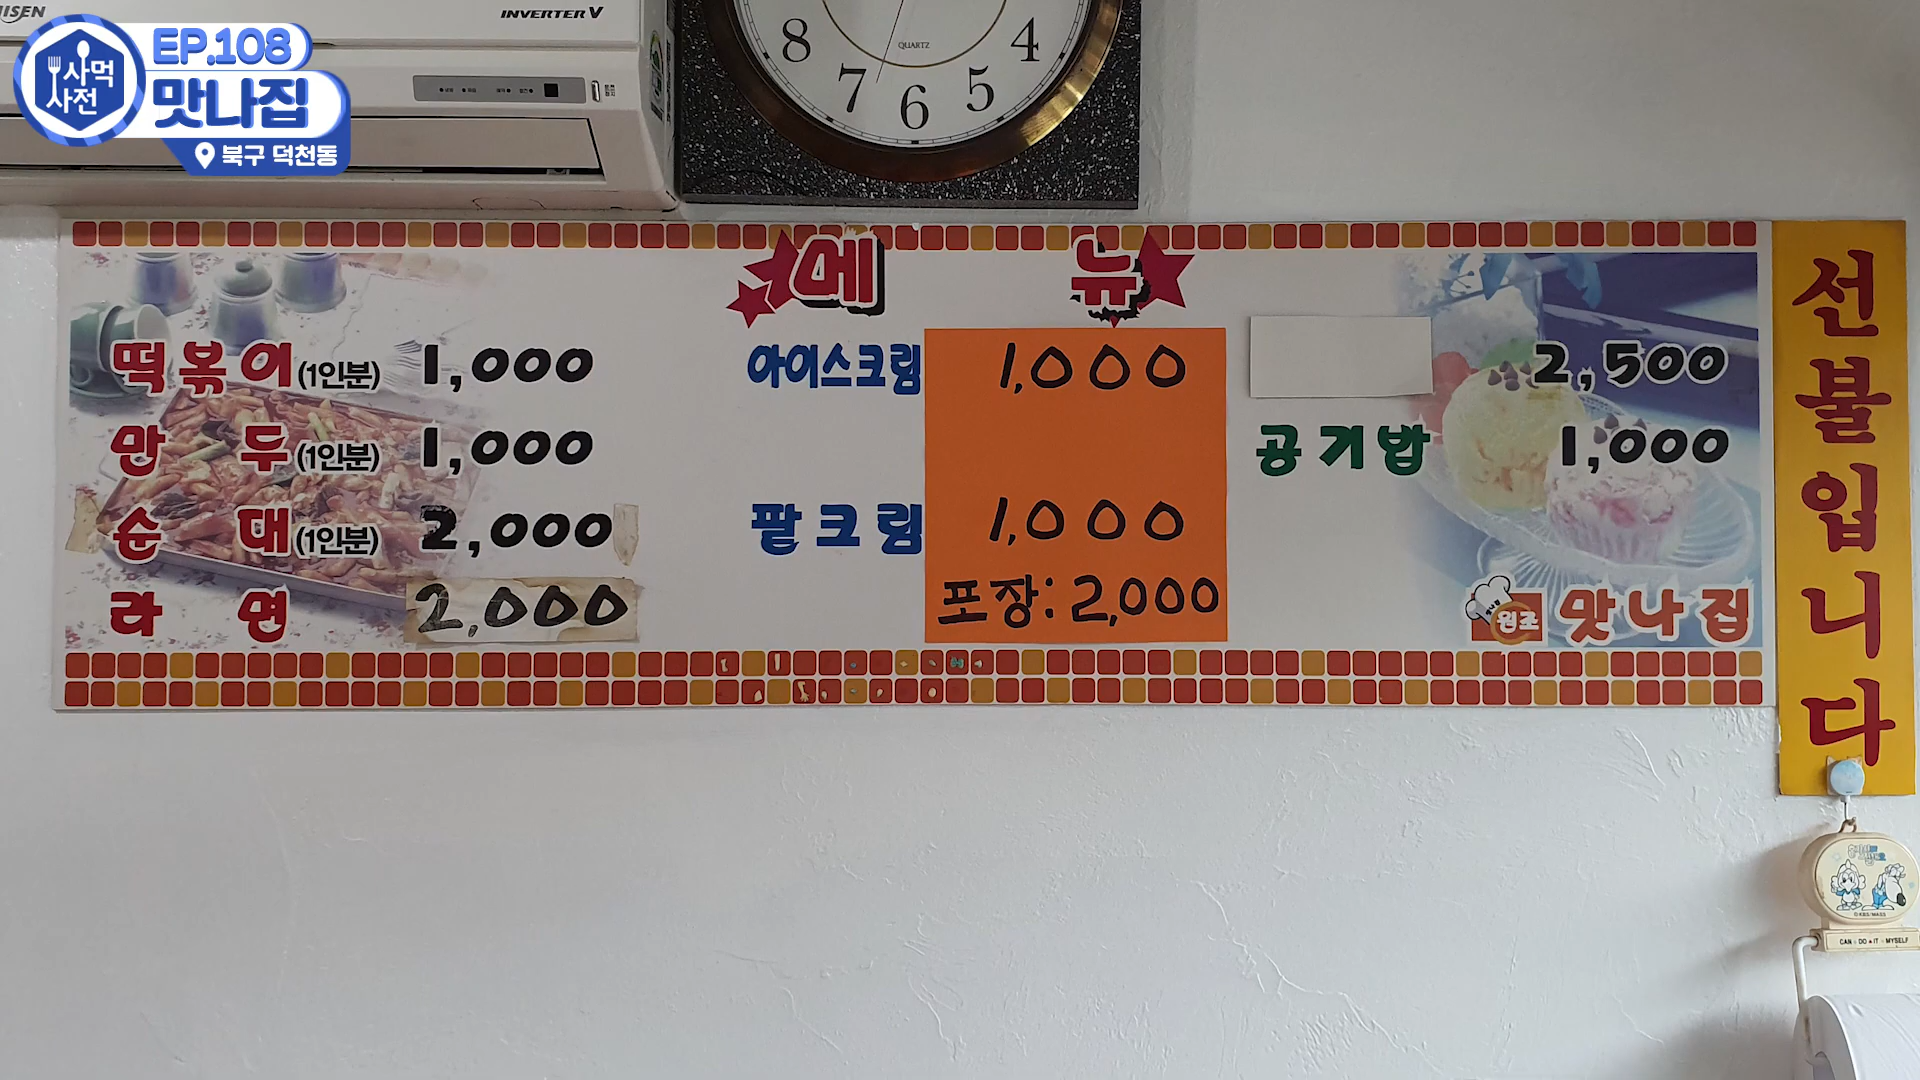 INVERTER V
EP.108
사먹
사전
맛나집
북구 덕천동
8 7 6 5 4
QUARTZ
메 뉴
떡볶이(1인분) 1,000
만 두(1인분) 1,000
순 대(1인분) 2,000
라 면 2,000
아이스크림 1,000
팥크림 1,000
포장: 2,000
2,500
공기밥 1,000
원조 맛나집
선불입니다
CAN DO IT MYSELF